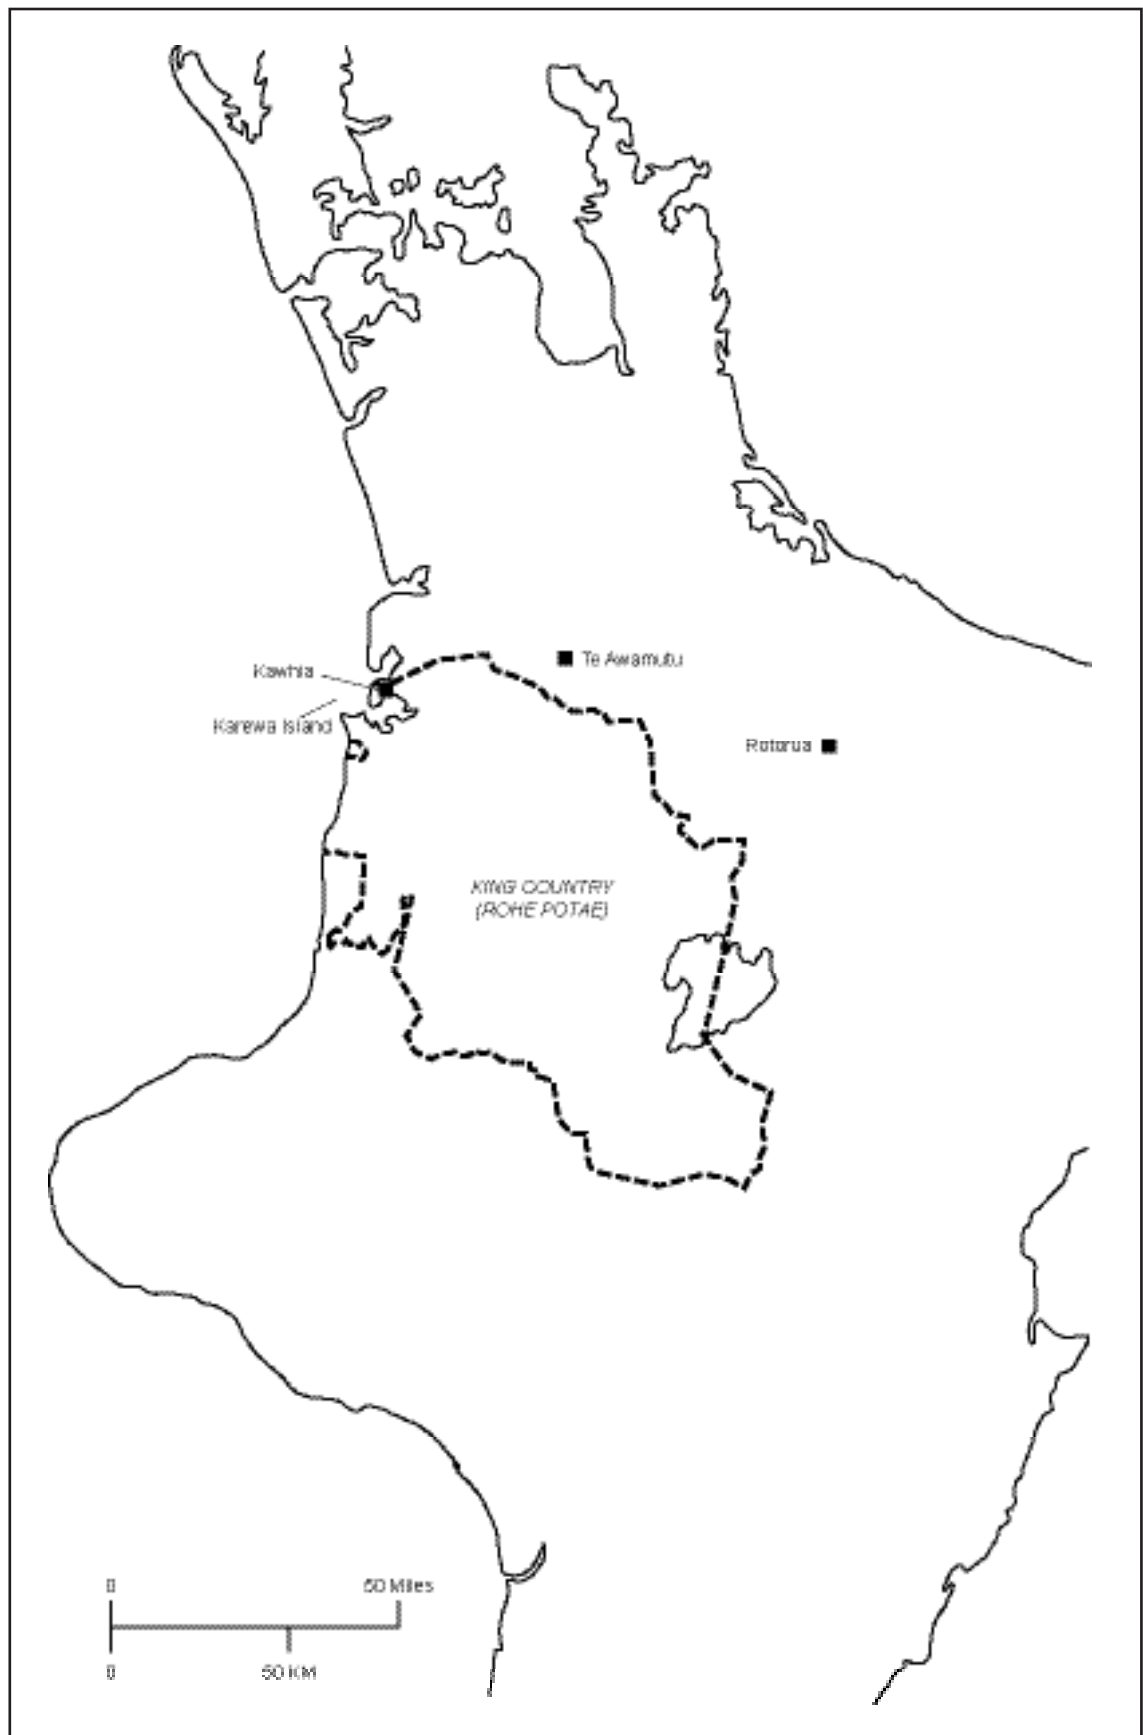 Te Awamutu
Kawhia
Karewa Island
Rotorua
KING COUNTRY
(ROHE POTAE)
0 50 Miles
0 50 KM